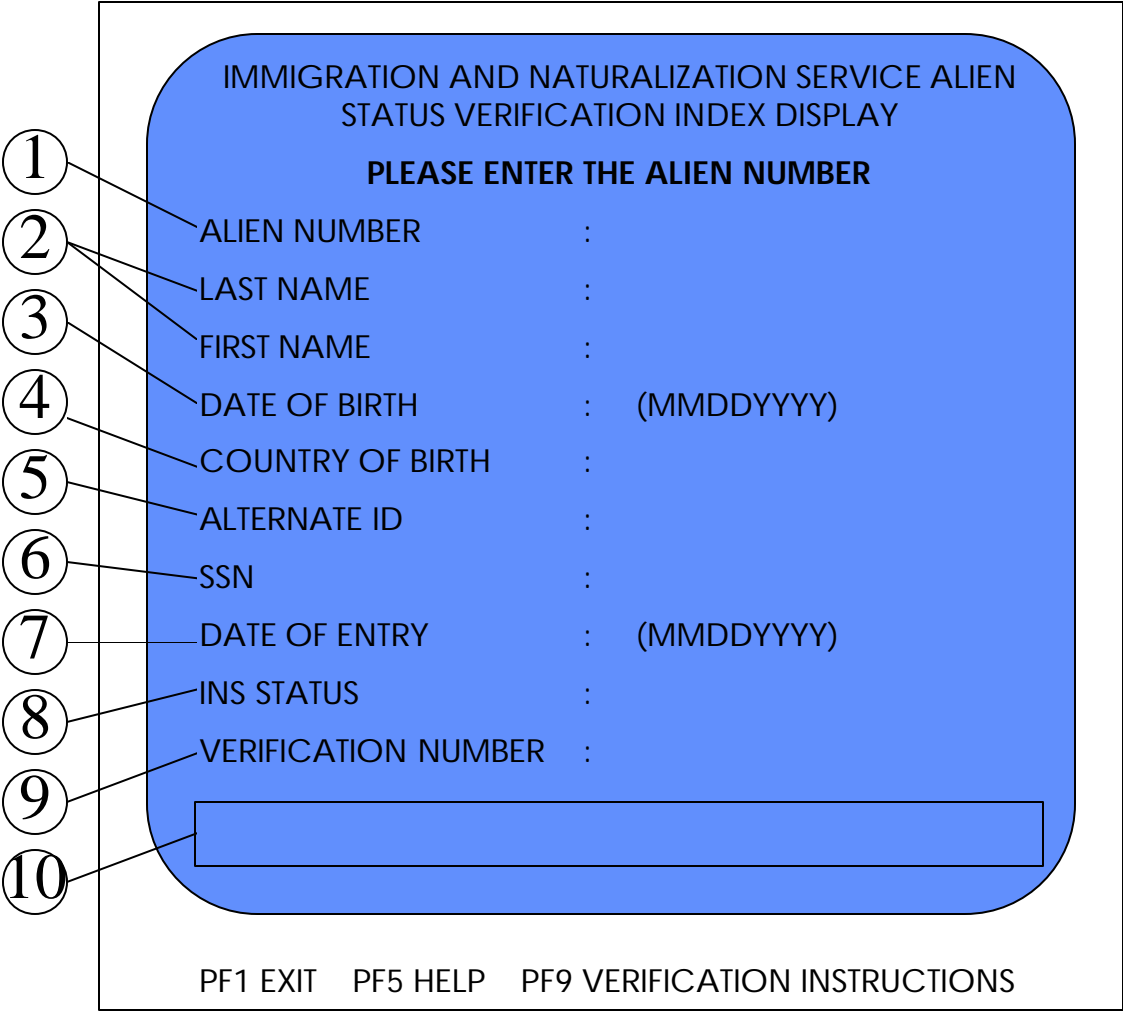 IMMIGRATION AND NATURALIZATION SERVICE ALIEN
STATUS VERIFICATION INDEX DISPLAY
PLEASE ENTER THE ALIEN NUMBER
1
ALIEN NUMBER :
2
LAST NAME :
FIRST NAME :
3
DATE OF BIRTH : (MMDDYYYY)
4
COUNTRY OF BIRTH :
5
ALTERNATE ID :
6
SSN :
7
DATE OF ENTRY : (MMDDYYYY)
8
INS STATUS :
9
VERIFICATION NUMBER :
10
PF1 EXIT PF5 HELP PF9 VERIFICATION INSTRUCTIONS